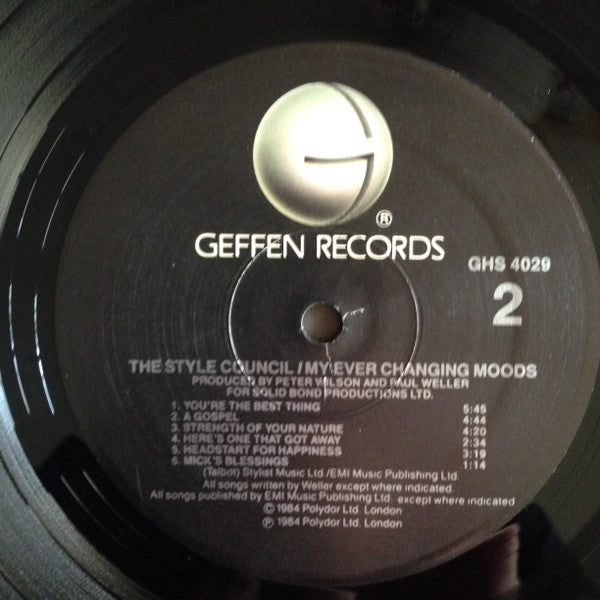 ®
GEFFEN RECORDS
GHS 4029
2
THE STYLE COUNCIL / MY EVER CHANGING MOODS
PRODUCED BY PETER WILSON AND PAUL WELLER
FOR SOLID BOND PRODUCTIONS LTD.
1. YOU'RE THE BEST THING 5:45
2. A GOSPEL 4:44
3. STRENGTH OF YOUR NATURE 4:20
4. HERE'S ONE THAT GOT AWAY 2:34
5. HEADSTART FOR HAPPINESS 3:19
6. MICK'S BLESSINGS 1:14
(Talbot) Stylist Music Ltd /EMI Music Publishing Ltd.
All songs written by Weller except where indicated.
All songs published by EMI Music Publishing Ltd. except where indicated
© 1984 Polydor Ltd. London
℗ 1984 Polydor Ltd. London